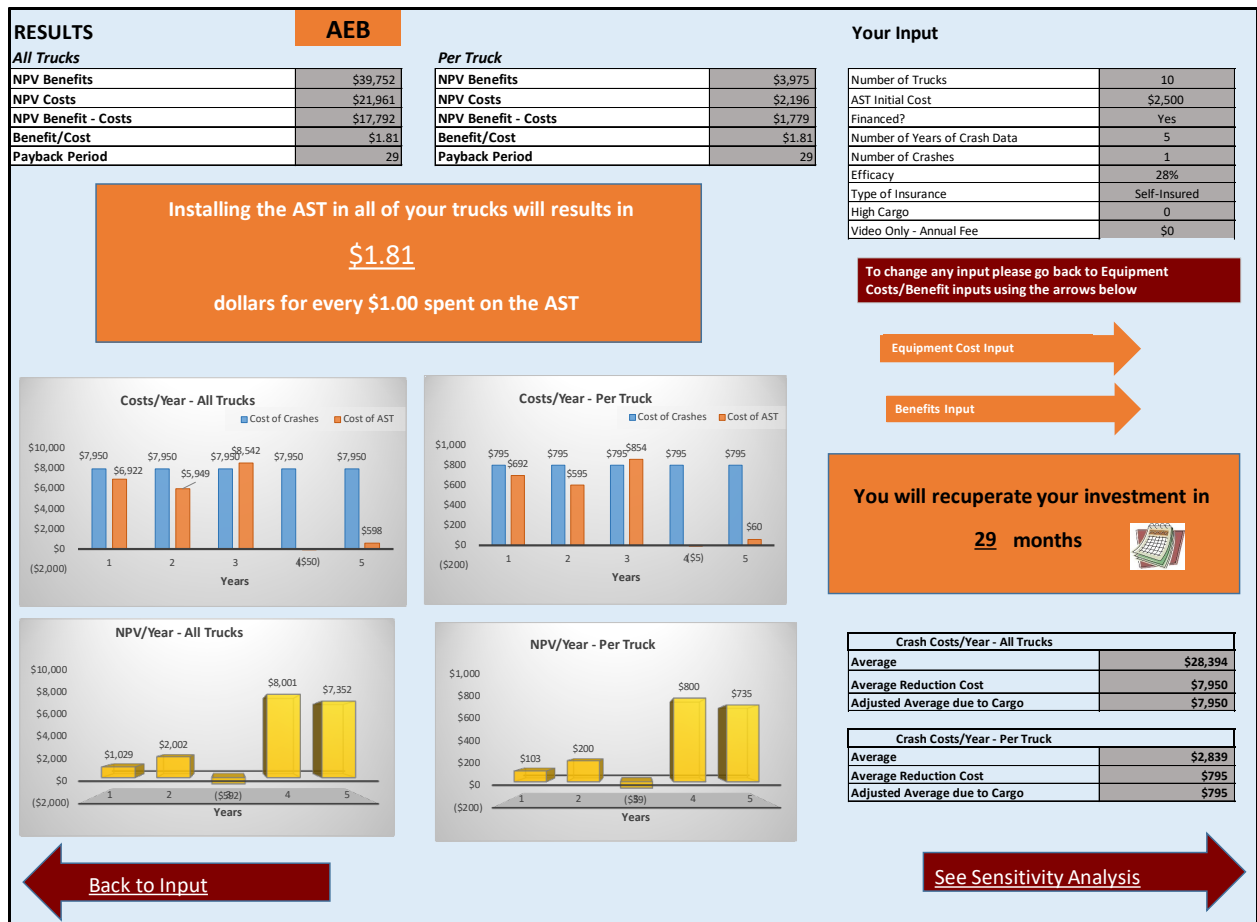 RESULTS
AEB
All Trucks
NPV Benefits $39,752
NPV Costs $21,961
NPV Benefit - Costs $17,792
Benefit/Cost $1.81
Payback Period 29
Per Truck
NPV Benefits $3,975
NPV Costs $2,196
NPV Benefit - Costs $1,779
Benefit/Cost $1.81
Payback Period 29
Your Input
Number of Trucks 10
AST Initial Cost $2,500
Financed? Yes
Number of Years of Crash Data 5
Number of Crashes 1
Efficacy 28%
Type of Insurance Self-Insured
High Cargo 0
Video Only - Annual Fee $0
Installing the AST in all of your trucks will results in
$1.81
dollars for every $1.00 spent on the AST
To change any input please go back to Equipment
Costs/Benefit inputs using the arrows below
Equipment Cost Input
Benefits Input
Costs/Year - All Trucks
Cost of Crashes Cost of AST
$10,000
$8,000
$6,000
$4,000
$2,000
$0
($2,000)
$7,950 $7,950 $7,950 $7,950 $7,950
$6,922 $5,949 $8,542 ($50) $598
1 2 3 4 5
Years
Costs/Year - Per Truck
Cost of Crashes Cost of AST
$1,000
$800
$600
$400
$200
$0
($200)
$795 $795 $795 $795 $795
$692 $595 $854 ($5) $60
1 2 3 4 5
Years
You will recuperate your investment in
29 months
NPV/Year - All Trucks
$10,000
$8,000
$6,000
$4,000
$2,000
$0
($2,000)
$1,029 $2,002 ($592) $8,001 $7,352
1 2 3 4 5
Years
NPV/Year - Per Truck
$1,000
$800
$600
$400
$200
$0
($200)
$103 $200 ($59) $800 $735
1 2 3 4 5
Years
Crash Costs/Year - All Trucks
Average $28,394
Average Reduction Cost $7,950
Adjusted Average due to Cargo $7,950
Crash Costs/Year - Per Truck
Average $2,839
Average Reduction Cost $795
Adjusted Average due to Cargo $795
Back to Input
See Sensitivity Analysis